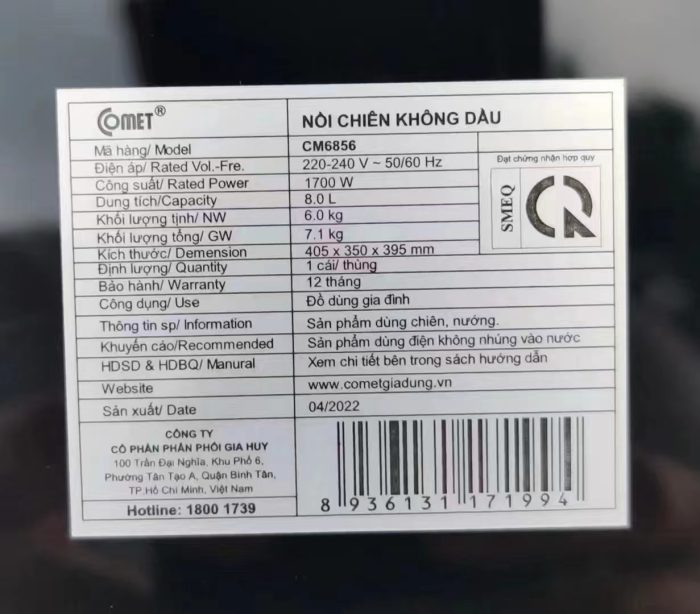 COMET®
NỒI CHIÊN KHÔNG DẦU
Mã hàng/ Model
CM6856
Điện áp/ Rated Vol.-Fre.
220-240 V ~ 50/60 Hz
Công suất/ Rated Power
1700 W
Dung tích/Capacity
8.0 L
Khối lượng tịnh/ NW
6.0 kg
Khối lượng tổng/ GW
7.1 kg
Kích thước/ Demension
405 x 350 x 395 mm
Định lượng/ Quantity
1 cái/ thùng
Bảo hành/ Warranty
12 tháng
Đạt chứng nhận hợp quy
SMEQ
CR
Công dụng/ Use
Đồ dùng gia đình
Thông tin sp/ Information
Sản phẩm dùng chiên, nướng.
Khuyến cáo/Recommended
Sản phẩm dùng điện không nhúng vào nước
HDSD & HDBQ/ Manural
Xem chi tiết bên trong sách hướng dẫn
Website
www.cometgiadung.vn
Sản xuất/ Date
04/2022
CÔNG TY
CỔ PHẦN PHÂN PHỐI GIA HUY
100 Trần Đại Nghĩa, Khu Phố 6,
Phường Tân Tạo A, Quận Bình Tân,
TP Hồ Chí Minh, Việt Nam
Hotline: 1800 1739
8 936131 171994